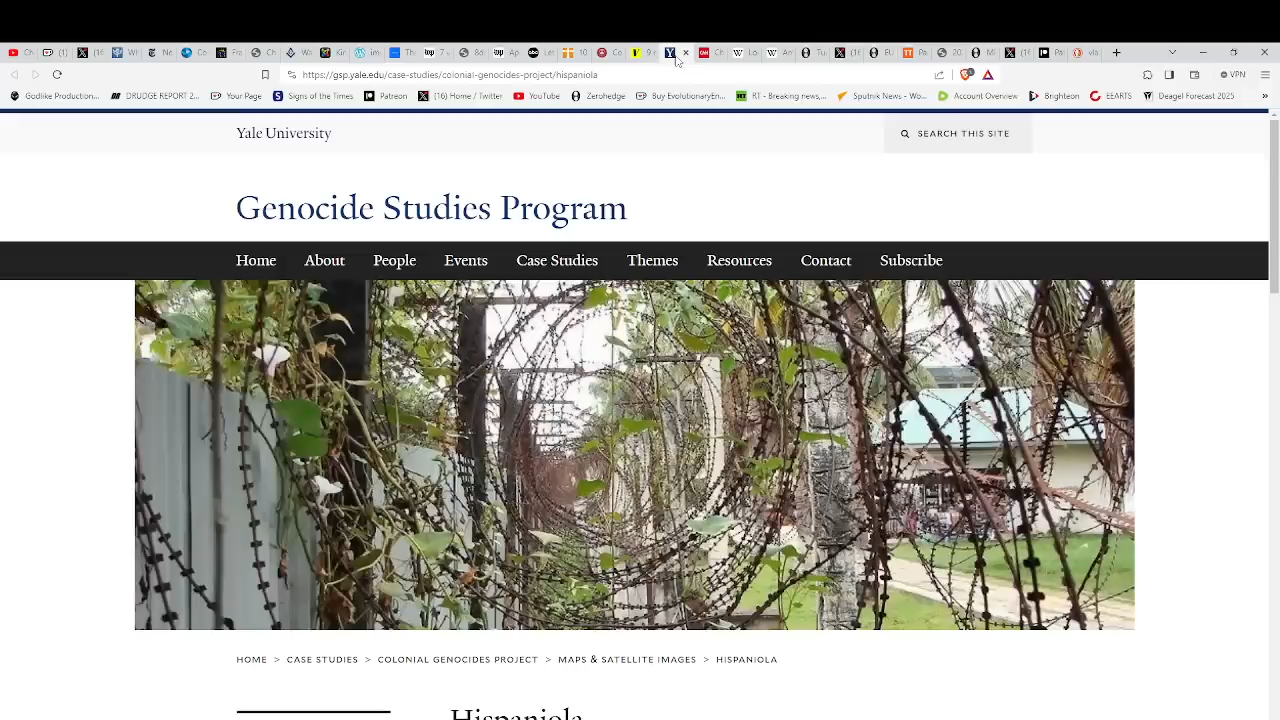 https://gsp.yale.edu/case-studies/colonial-genocides-project/hispaniola
VPN
Godlike Production...
DRUDGE REPORT 2...
Your Page
Signs of the Times
Patreon
(16) Home / Twitter
YouTube
Zerohedge
Buy EvolutionaryEn...
RT - Breaking news,...
Sputnik News - Wo...
Account Overview
Brighteon
EEARTS
Deagel Forecast 2025
Yale University
SEARCH THIS SITE
Genocide Studies Program
Home About People Events Case Studies Themes Resources Contact Subscribe
HOME > CASE STUDIES > COLONIAL GENOCIDES PROJECT > MAPS & SATELLITE IMAGES > HISPANIOLA
Hispaniola